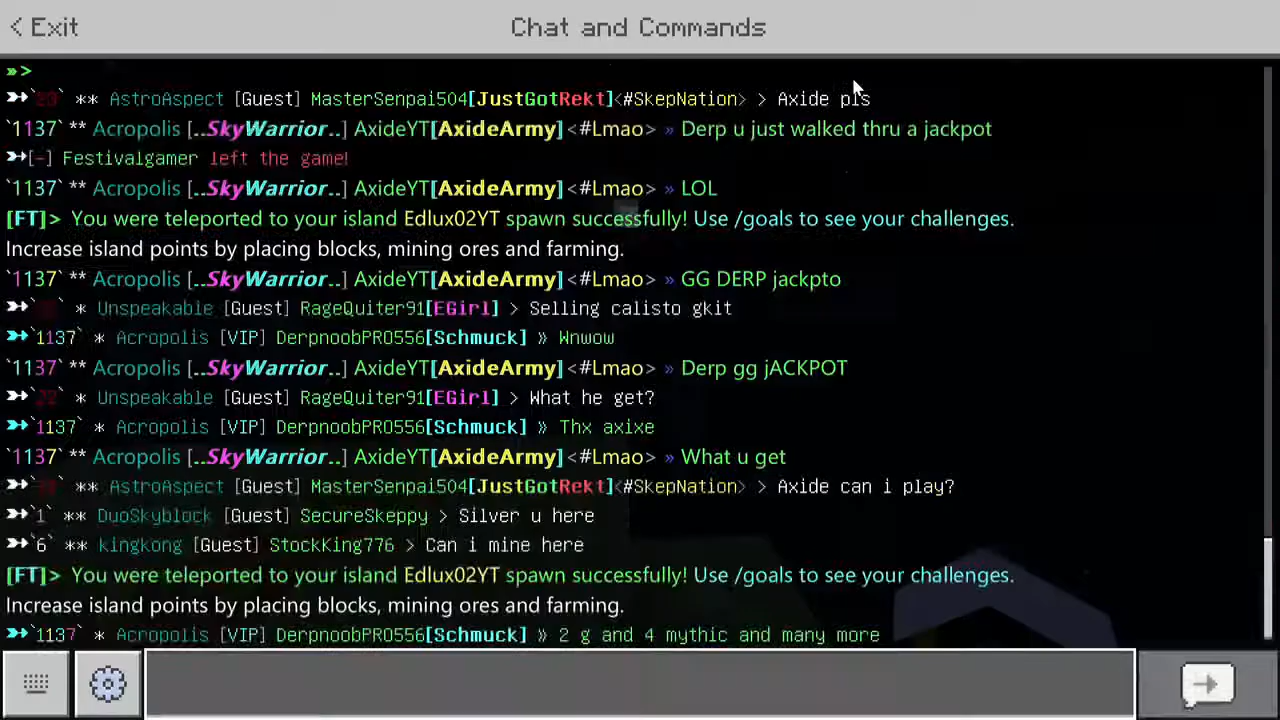 < Exit
Chat and Commands
» >
➳`23` ** AstroAspect [Guest] MasterSenpai504[JustGotRekt]<#SkepNation> > Axide pls
`1137` ** Acropolis [..SkyWarrior..] AxideYT[AxideArmy]<#Lmao> » Derp u just walked thru a jackpot
➳[-] Festivalgamer left the game!
`1137` ** Acropolis [..SkyWarrior..] AxideYT[AxideArmy]<#Lmao> » LOL
[FT]> You were teleported to your island Edlux02YT spawn successfully! Use /goals to see your challenges.
Increase island points by placing blocks, mining ores and farming.
`1137` ** Acropolis [..SkyWarrior..] AxideYT[AxideArmy]<#Lmao> » GG DERP jackpto
➳` ` * Unspeakable [Guest] RageQuiter91[EGirl] > Selling calisto gkit
➳`1137` * Acropolis [VIP] DerpnoobPRO556[Schmuck] » Wnwow
`1137` ** Acropolis [..SkyWarrior..] AxideYT[AxideArmy]<#Lmao> » Derp gg jACKPOT
➳`22` * Unspeakable [Guest] RageQuiter91[EGirl] > What he get?
➳`1137` * Acropolis [VIP] DerpnoobPRO556[Schmuck] » Thx axixe
`1137` ** Acropolis [..SkyWarrior..] AxideYT[AxideArmy]<#Lmao> » What u get
➳` ` ** AstroAspect [Guest] MasterSenpai504[JustGotRekt]<#SkepNation> > Axide can i play?
➳`1` ** DuoSkyblock [Guest] SecureSkeppy > Silver u here
➳`6` ** kingkong [Guest] StockKing776 > Can i mine here
[FT]> You were teleported to your island Edlux02YT spawn successfully! Use /goals to see your challenges.
Increase island points by placing blocks, mining ores and farming.
➳`1137` * Acropolis [VIP] DerpnoobPRO556[Schmuck] » 2 g and 4 mythic and many more